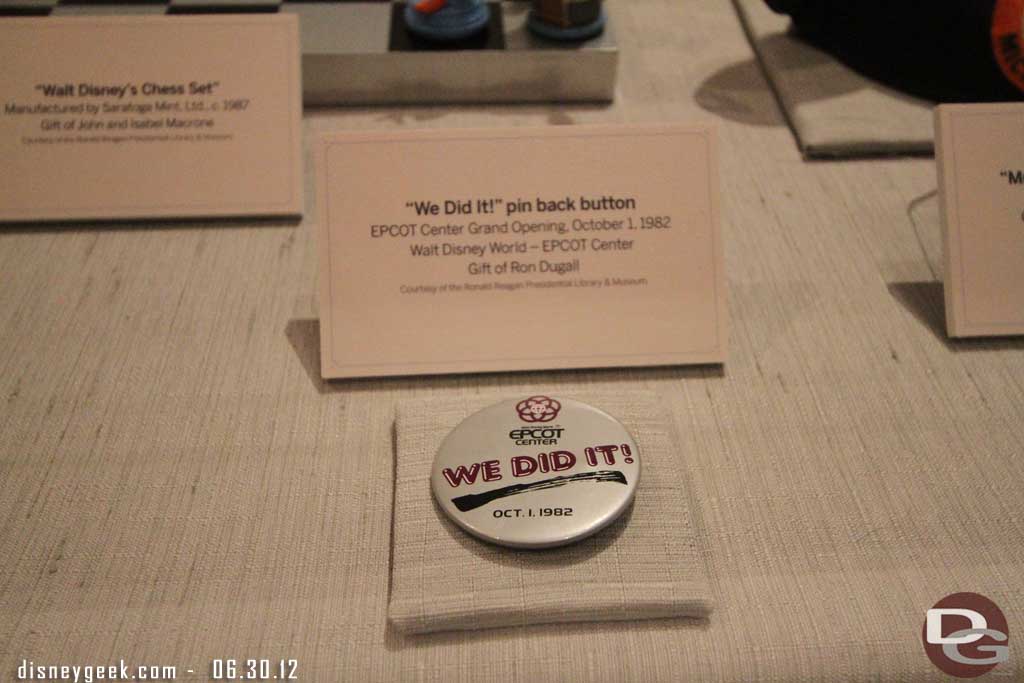 “Walt Disney’s Chess Set”
Manufactured by Saratoga Mint, Ltd., c. 1987
Gift of John and Isabel Macrone
Courtesy of the Ronald Reagan Presidential Library & Museum
“We Did It!” pin back button
EPCOT Center Grand Opening, October 1, 1982
Walt Disney World – EPCOT Center
Gift of Ron Dugall
Courtesy of the Ronald Reagan Presidential Library & Museum
EPCOT
CENTER
WE DID IT!
OCT. 1, 1982
disneygeek.com - 06.30.12
DG